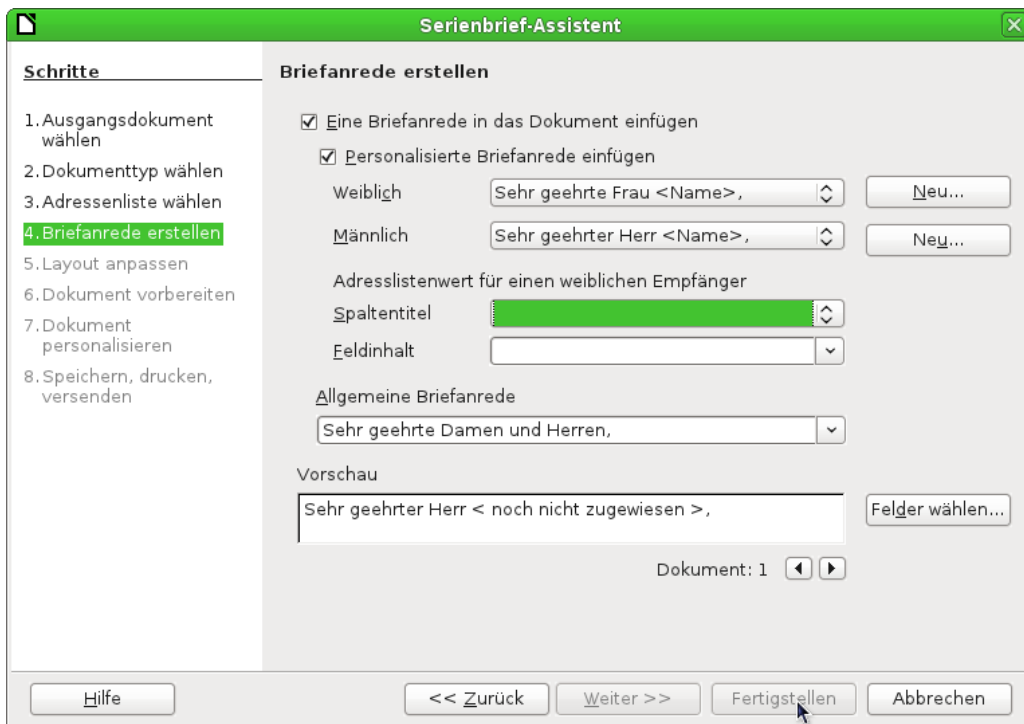 Serienbrief-Assistent
Schritte
1. Ausgangsdokument
wählen
2. Dokumenttyp wählen
3. Adressenliste wählen
4. Briefanrede erstellen
5. Layout anpassen
6. Dokument vorbereiten
7. Dokument
personalisieren
8. Speichern, drucken,
versenden
Briefanrede erstellen
Eine Briefanrede in das Dokument einfügen
Personalisierte Briefanrede einfügen
Weiblich Sehr geehrte Frau <Name>, Neu...
Männlich Sehr geehrter Herr <Name>, Neu...
Adresslistenwert für einen weiblichen Empfänger
Spaltentitel
Feldinhalt
Allgemeine Briefanrede
Sehr geehrte Damen und Herren,
Vorschau
Sehr geehrter Herr < noch nicht zugewiesen >, Felder wählen...
Dokument: 1
Hilfe << Zurück Weiter >> Fertigstellen Abbrechen